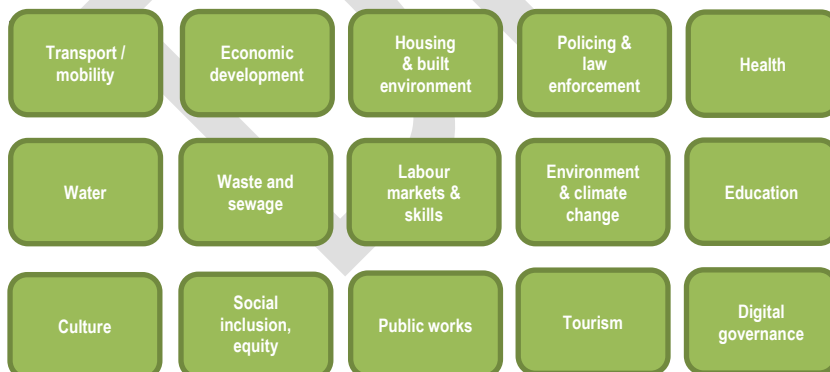 Transport /
mobility
Economic
development
Housing
& built
environment
Policing &
law
enforcement
Health
Water
Waste and
sewage
Labour
markets &
skills
Environment
& climate
change
Education
Culture
Social
inclusion,
equity
Public works
Tourism
Digital
governance